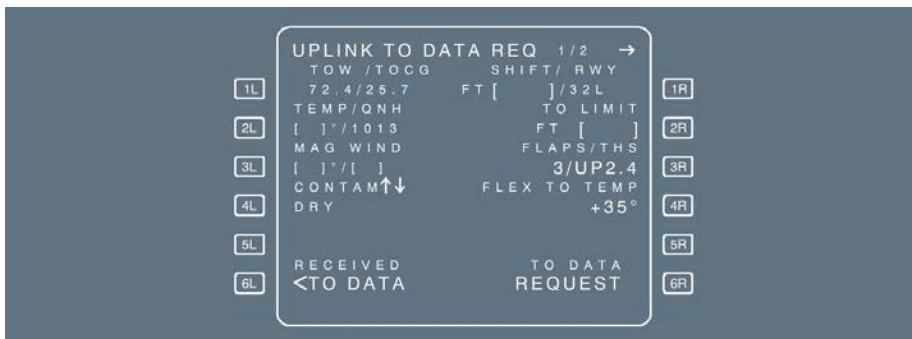 UPLINK TO DATA REQ 1/2 →
TOW /TOCG SHIFT/ RWY
1L 72.4/25.7 FT [ ]/32L 1R
TEMP/QNH TO LIMIT
2L [ ]°/1013 FT [ ] 2R
MAG WIND FLAPS/THS
3L [ ]°/[ ] 3/UP2.4 3R
CONTAM↑↓ FLEX TO TEMP
4L DRY +35° 4R
5L 5R
RECEIVED TO DATA
6L <TO DATA REQUEST 6R